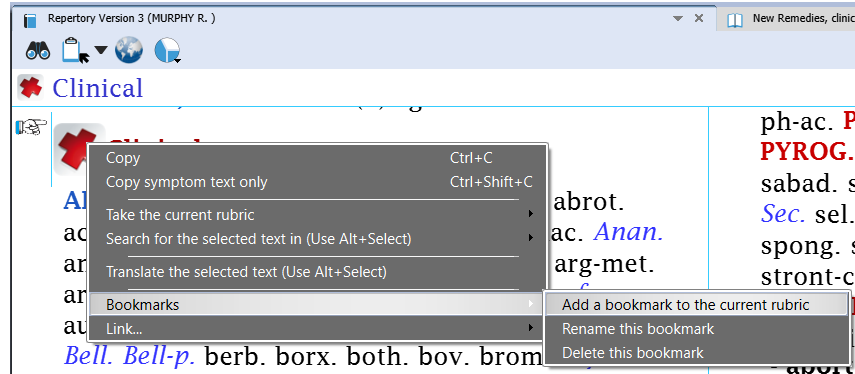 Repertory Version 3 (MURPHY R. )
New Remedies, clinic
Clinical
Copy Ctrl+C
Copy symptom text only Ctrl+Shift+C
Take the current rubric
Search for the selected text in (Use Alt+Select)
Translate the selected text (Use Alt+Select)
Bookmarks
Link...
Add a bookmark to the current rubric
Rename this bookmark
Delete this bookmark
abrot.
ac. Anan.
arg-met.
Bell. Bell-p. berb. borx. both. bov. brom.
ph-ac.
PYROG.
sabad.
Sec. sel.
spong.
stront-c
abort